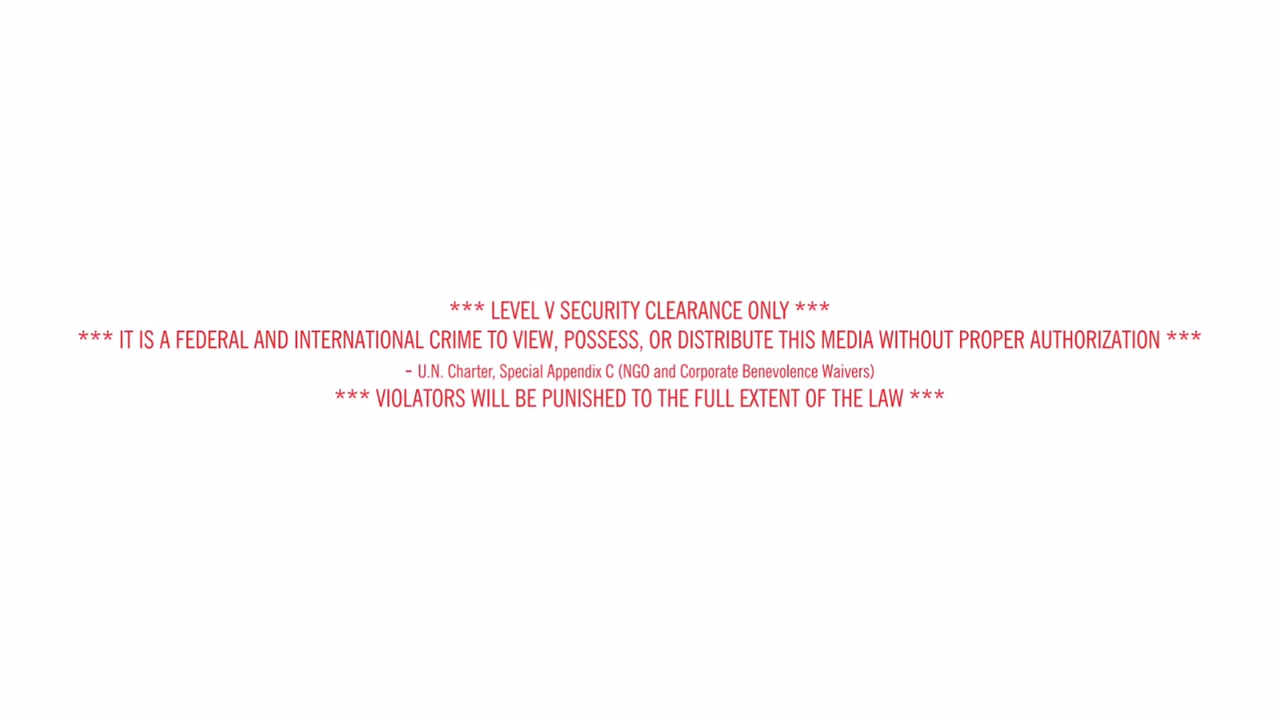 *** LEVEL V SECURITY CLEARANCE ONLY ***
*** IT IS A FEDERAL AND INTERNATIONAL CRIME TO VIEW, POSSESS, OR DISTRIBUTE THIS MEDIA WITHOUT PROPER AUTHORIZATION ***
– U.N. Charter, Special Appendix C (NGO and Corporate Benevolence Waivers)
*** VIOLATORS WILL BE PUNISHED TO THE FULL EXTENT OF THE LAW ***